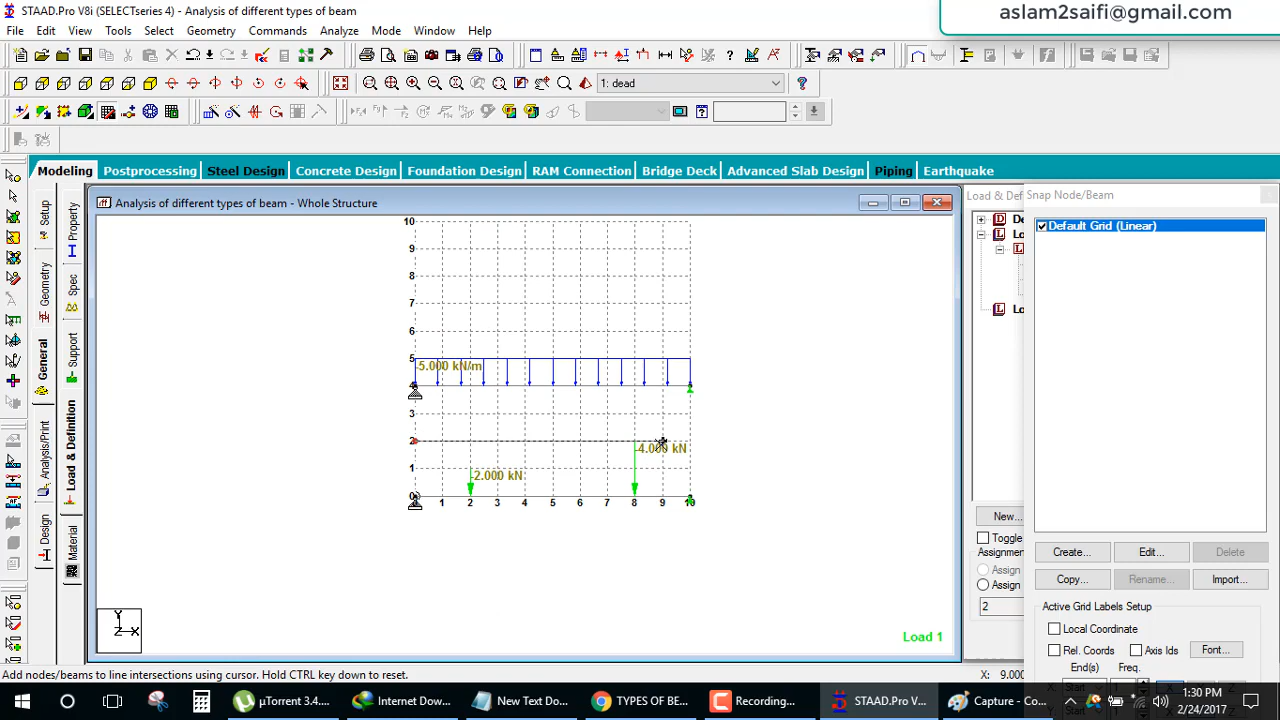 STAAD.Pro V8i (SELECTseries 4) - Analysis of different types of beam
aslam2saifi@gmail.com
File Edit View Tools Select Geometry Commands Analyze Mode Window Help
1: dead
Modeling Postprocessing Steel Design Concrete Design Foundation Design RAM Connection Bridge Deck Advanced Slab Design Piping Earthquake
Setup
Geometry
General
Analysis/Print
Design
Property
Spec
Support
Load & Definition
Material
Analysis of different types of beam - Whole Structure
10
9
8
7
6
5
-5.000 kN/m
4
3
2
-4.000 kN
1
-2.000 kN
0
1 2 3 4 5 6 7 8 9 10
Y
Z X
Load 1
Load & Def
New...
Toggle
Assignment
Assign
Assign
2
Snap Node/Beam
Default Grid (Linear)
Create... Edit... Delete
Copy... Rename... Import...
Active Grid Labels Setup
Local Coordinate
Rel. Coords Axis Ids Font...
End(s) Freq.
Start 1
Add nodes/beams to line intersections using cursor. Hold CTRL key down to reset.
X: 9.000
µTorrent 3.4.... Internet Dow... New Text Do... TYPES OF BE... Recording... STAAD.Pro V... Capture - Co...
1:30 PM
2/24/2017